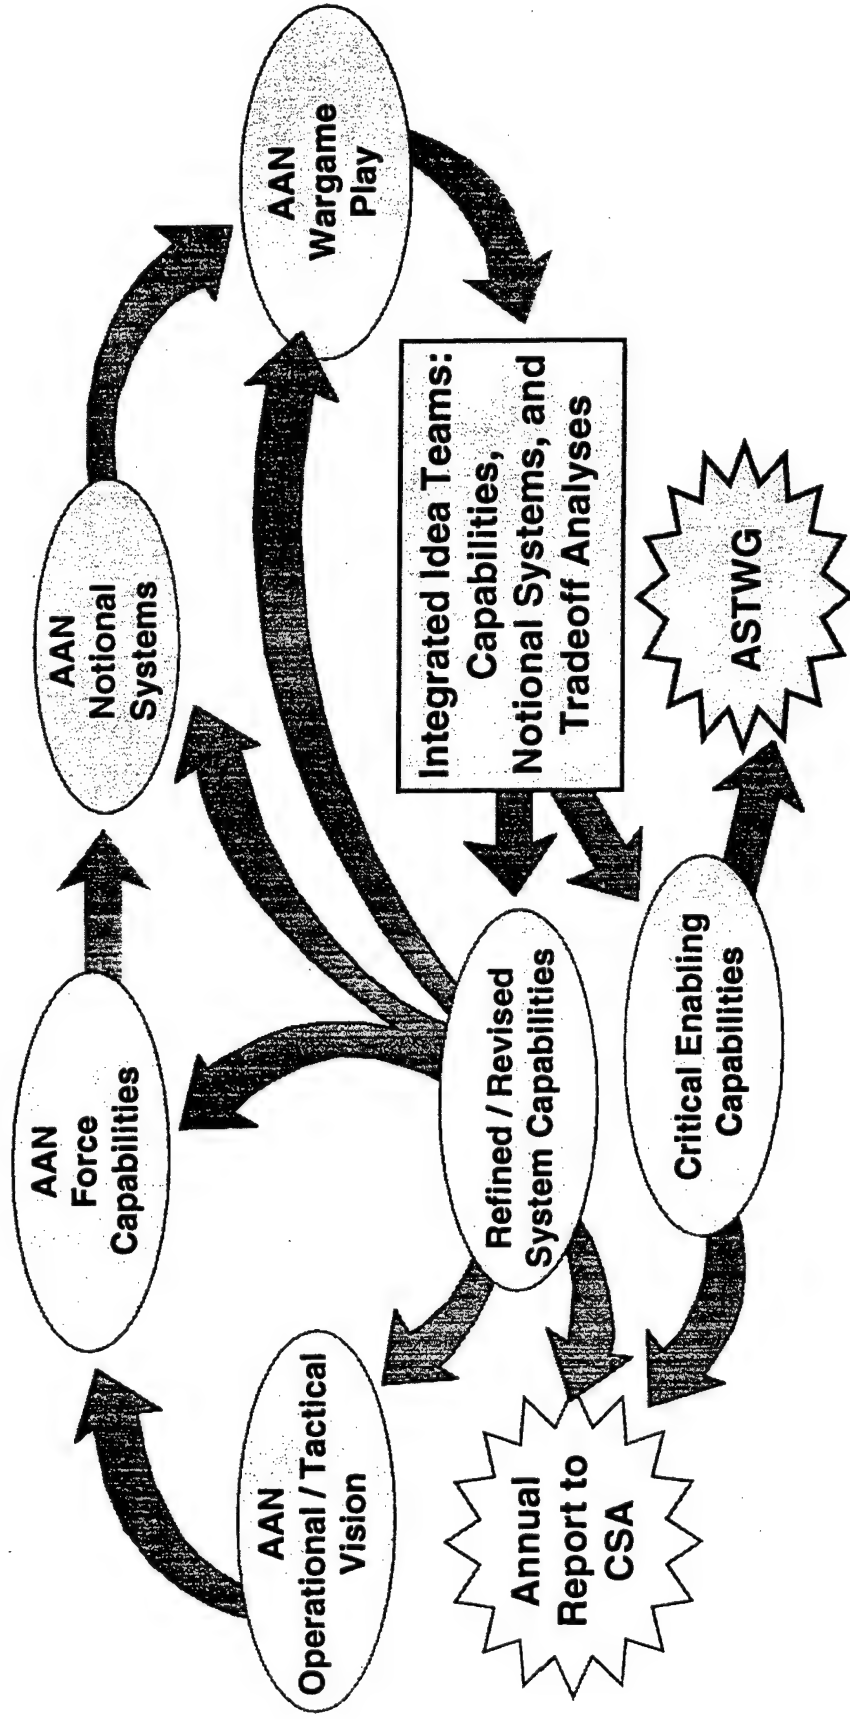 AAN
Force
Capabilities
AAN
Notional
Systems
AAN
Operational / Tactical
Vision
AAN
Wargame
Play
Refined / Revised
System Capabilities
Integrated Idea Teams:
Capabilities,
Notional Systems, and
Tradeoff Analyses
Annual
Report to
CSA
Critical Enabling
Capabilities
ASTWG